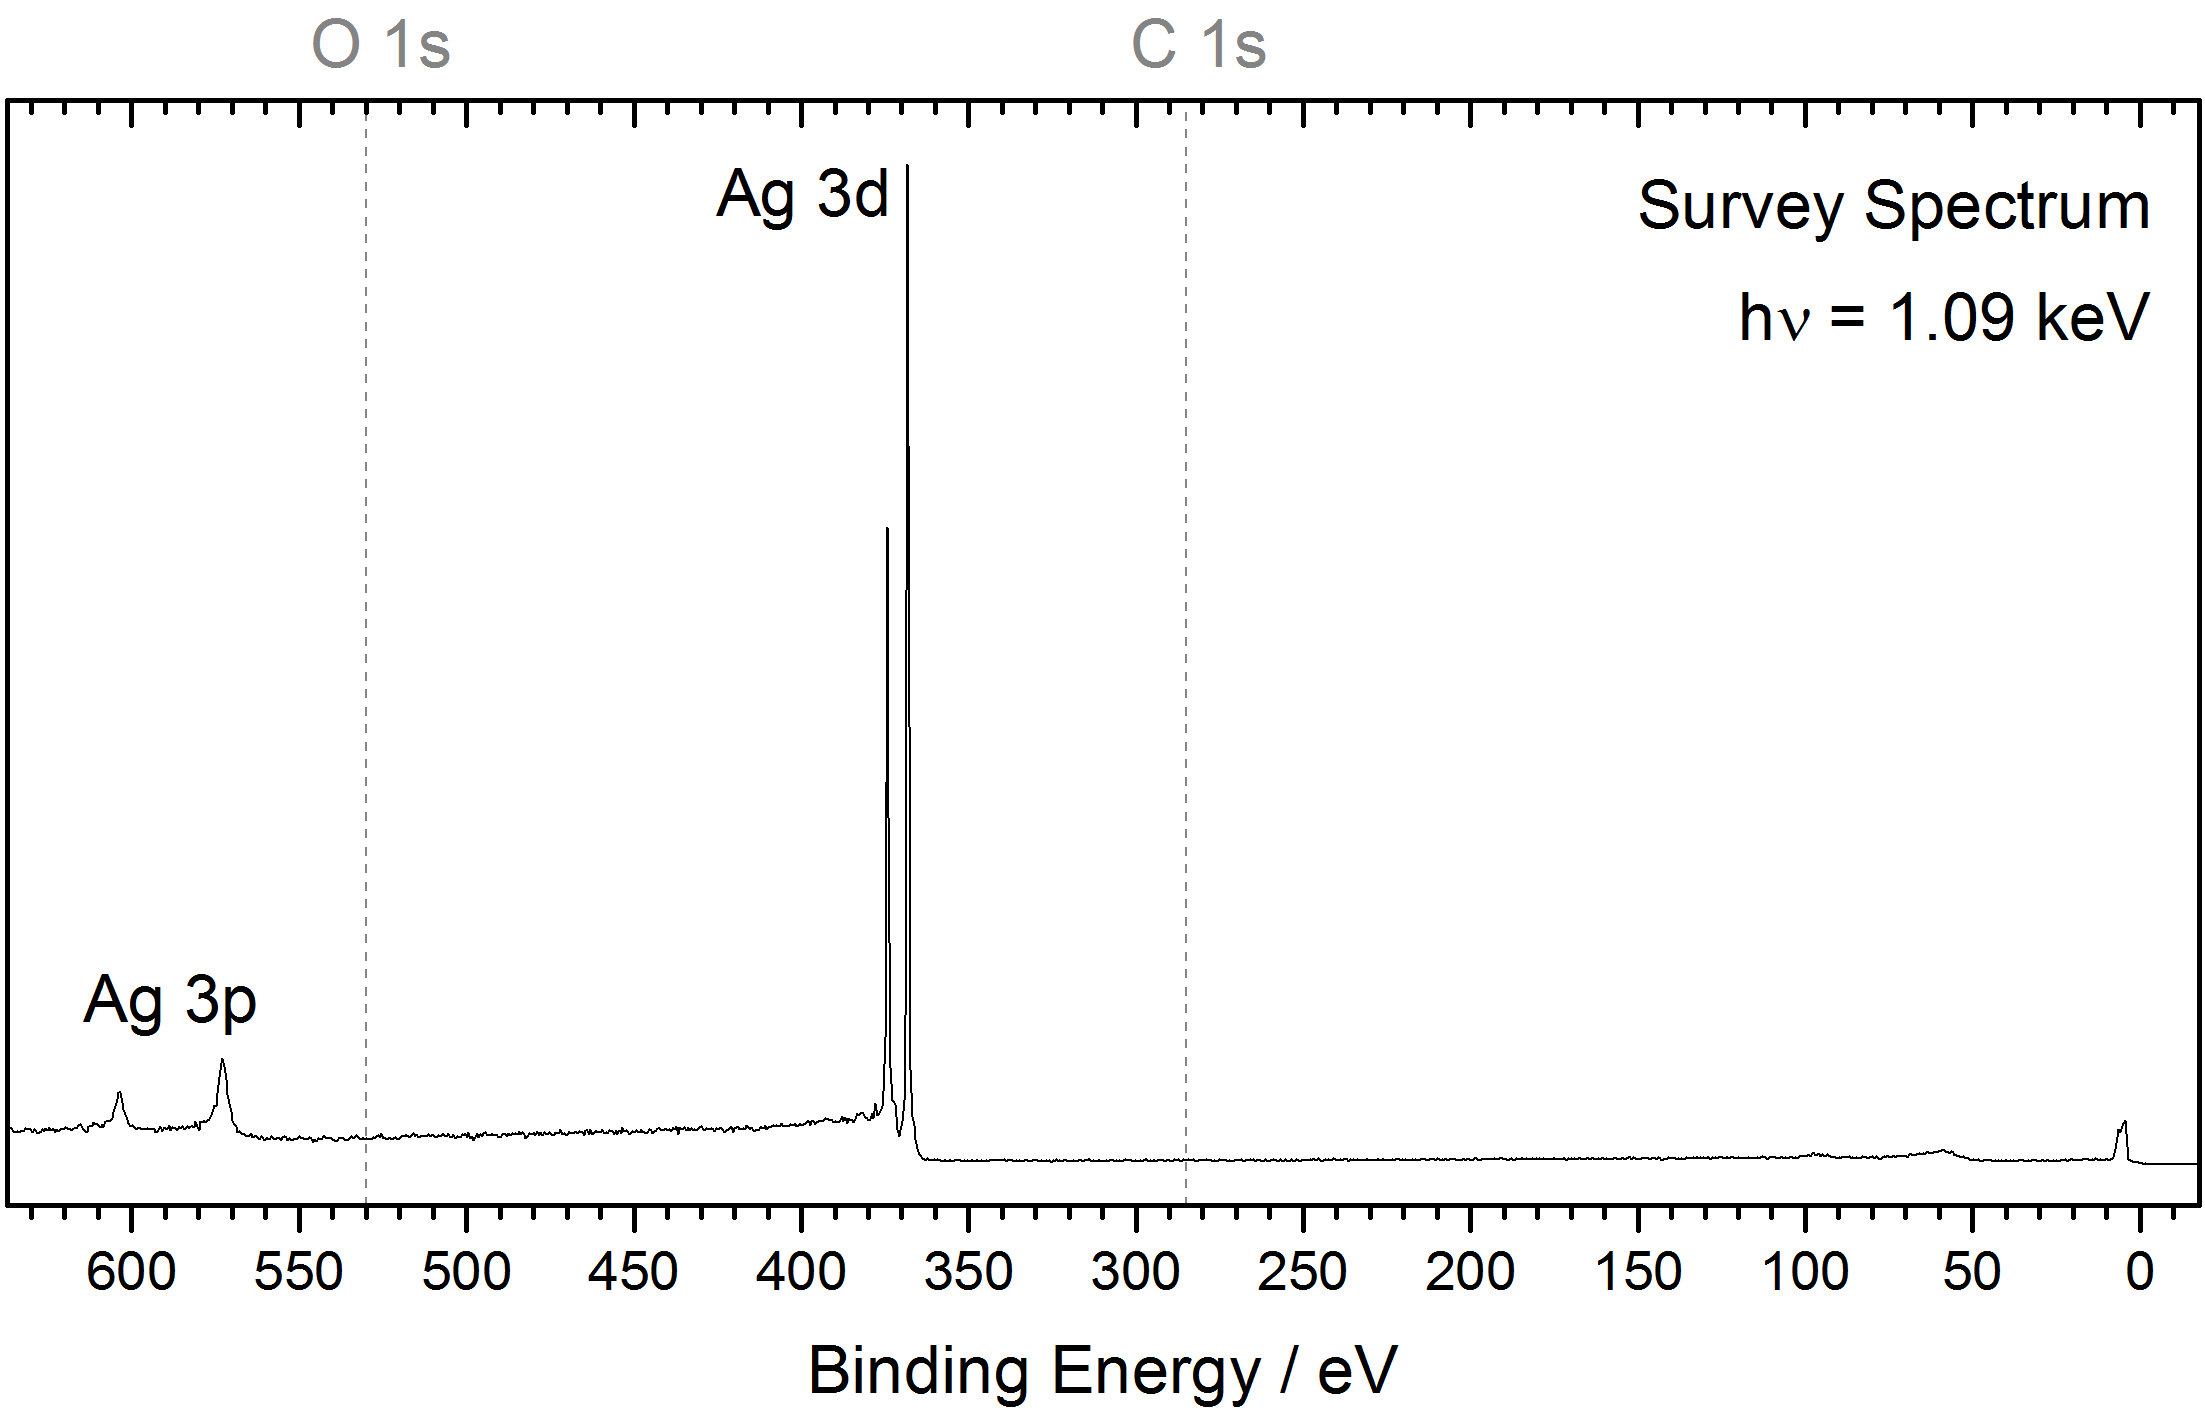 O 1s
C 1s
Ag 3d
Survey Spectrum
hν = 1.09 keV
Ag 3p
600 550 500 450 400 350 300 250 200 150 100 50 0
Binding Energy / eV